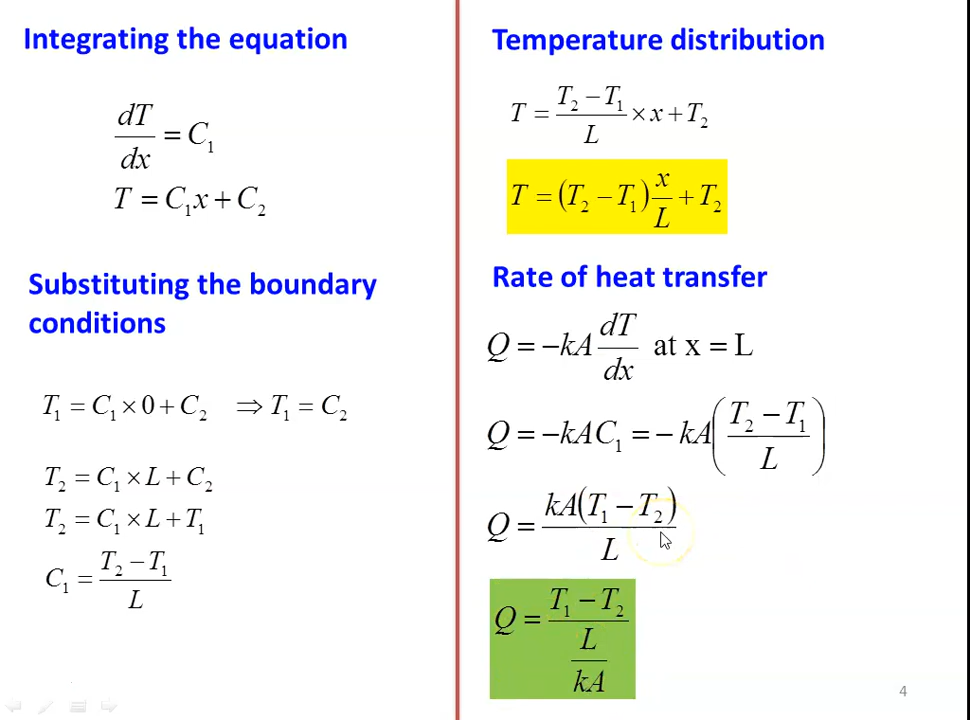 Integrating the equation
dT/dx = C₁
T = C₁x + C₂
Substituting the boundary
conditions
T₁ = C₁ × 0 + C₂ ⇒ T₁ = C₂
T₂ = C₁ × L + C₂
T₂ = C₁ × L + T₁
C₁ = (T₂ − T₁)/L
Temperature distribution
T = (T₂ − T₁)/L × x + T₂
T = (T₂ − T₁) x/L + T₂
Rate of heat transfer
Q = −kA dT/dx at x = L
Q = −kAC₁ = − kA((T₂ − T₁)/L)
Q = kA(T₁ − T₂)/L
Q = (T₁ − T₂)/(L/kA)
4